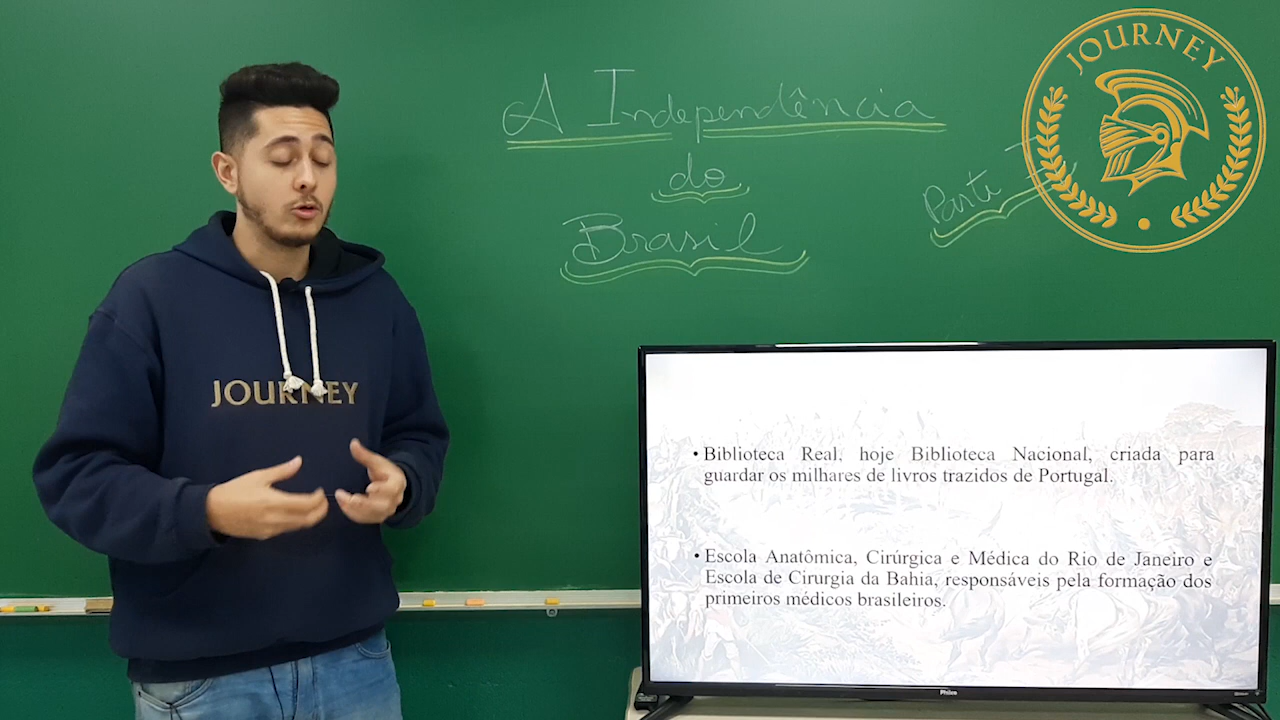 A Independência
do
Brasil
Parte
JOURNEY
JOURNEY
• Biblioteca Real, hoje Biblioteca Nacional, criada para
guardar os milhares de livros trazidos de Portugal.
• Escola Anatômica, Cirúrgica e Médica do Rio de Janeiro e
Escola de Cirurgia da Bahia, responsáveis pela formação dos
primeiros médicos brasileiros.
Philco